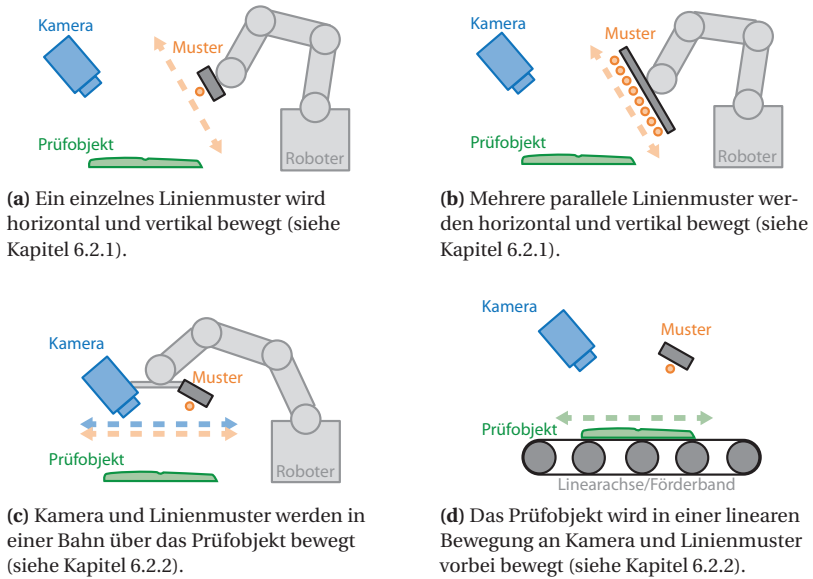 Kamera
Muster
Prüfobjekt
Roboter
(a) Ein einzelnes Linienmuster wird
horizontal und vertikal bewegt (siehe
Kapitel 6.2.1).
Kamera
Muster
Prüfobjekt
Roboter
(b) Mehrere parallele Linienmuster wer-
den horizontal und vertikal bewegt (siehe
Kapitel 6.2.1).
Kamera
Muster
Prüfobjekt
Roboter
(c) Kamera und Linienmuster werden in
einer Bahn über das Prüfobjekt bewegt
(siehe Kapitel 6.2.2).
Kamera
Muster
Prüfobjekt
Linearachse/Förderband
(d) Das Prüfobjekt wird in einer linearen
Bewegung an Kamera und Linienmuster
vorbei bewegt (siehe Kapitel 6.2.2).